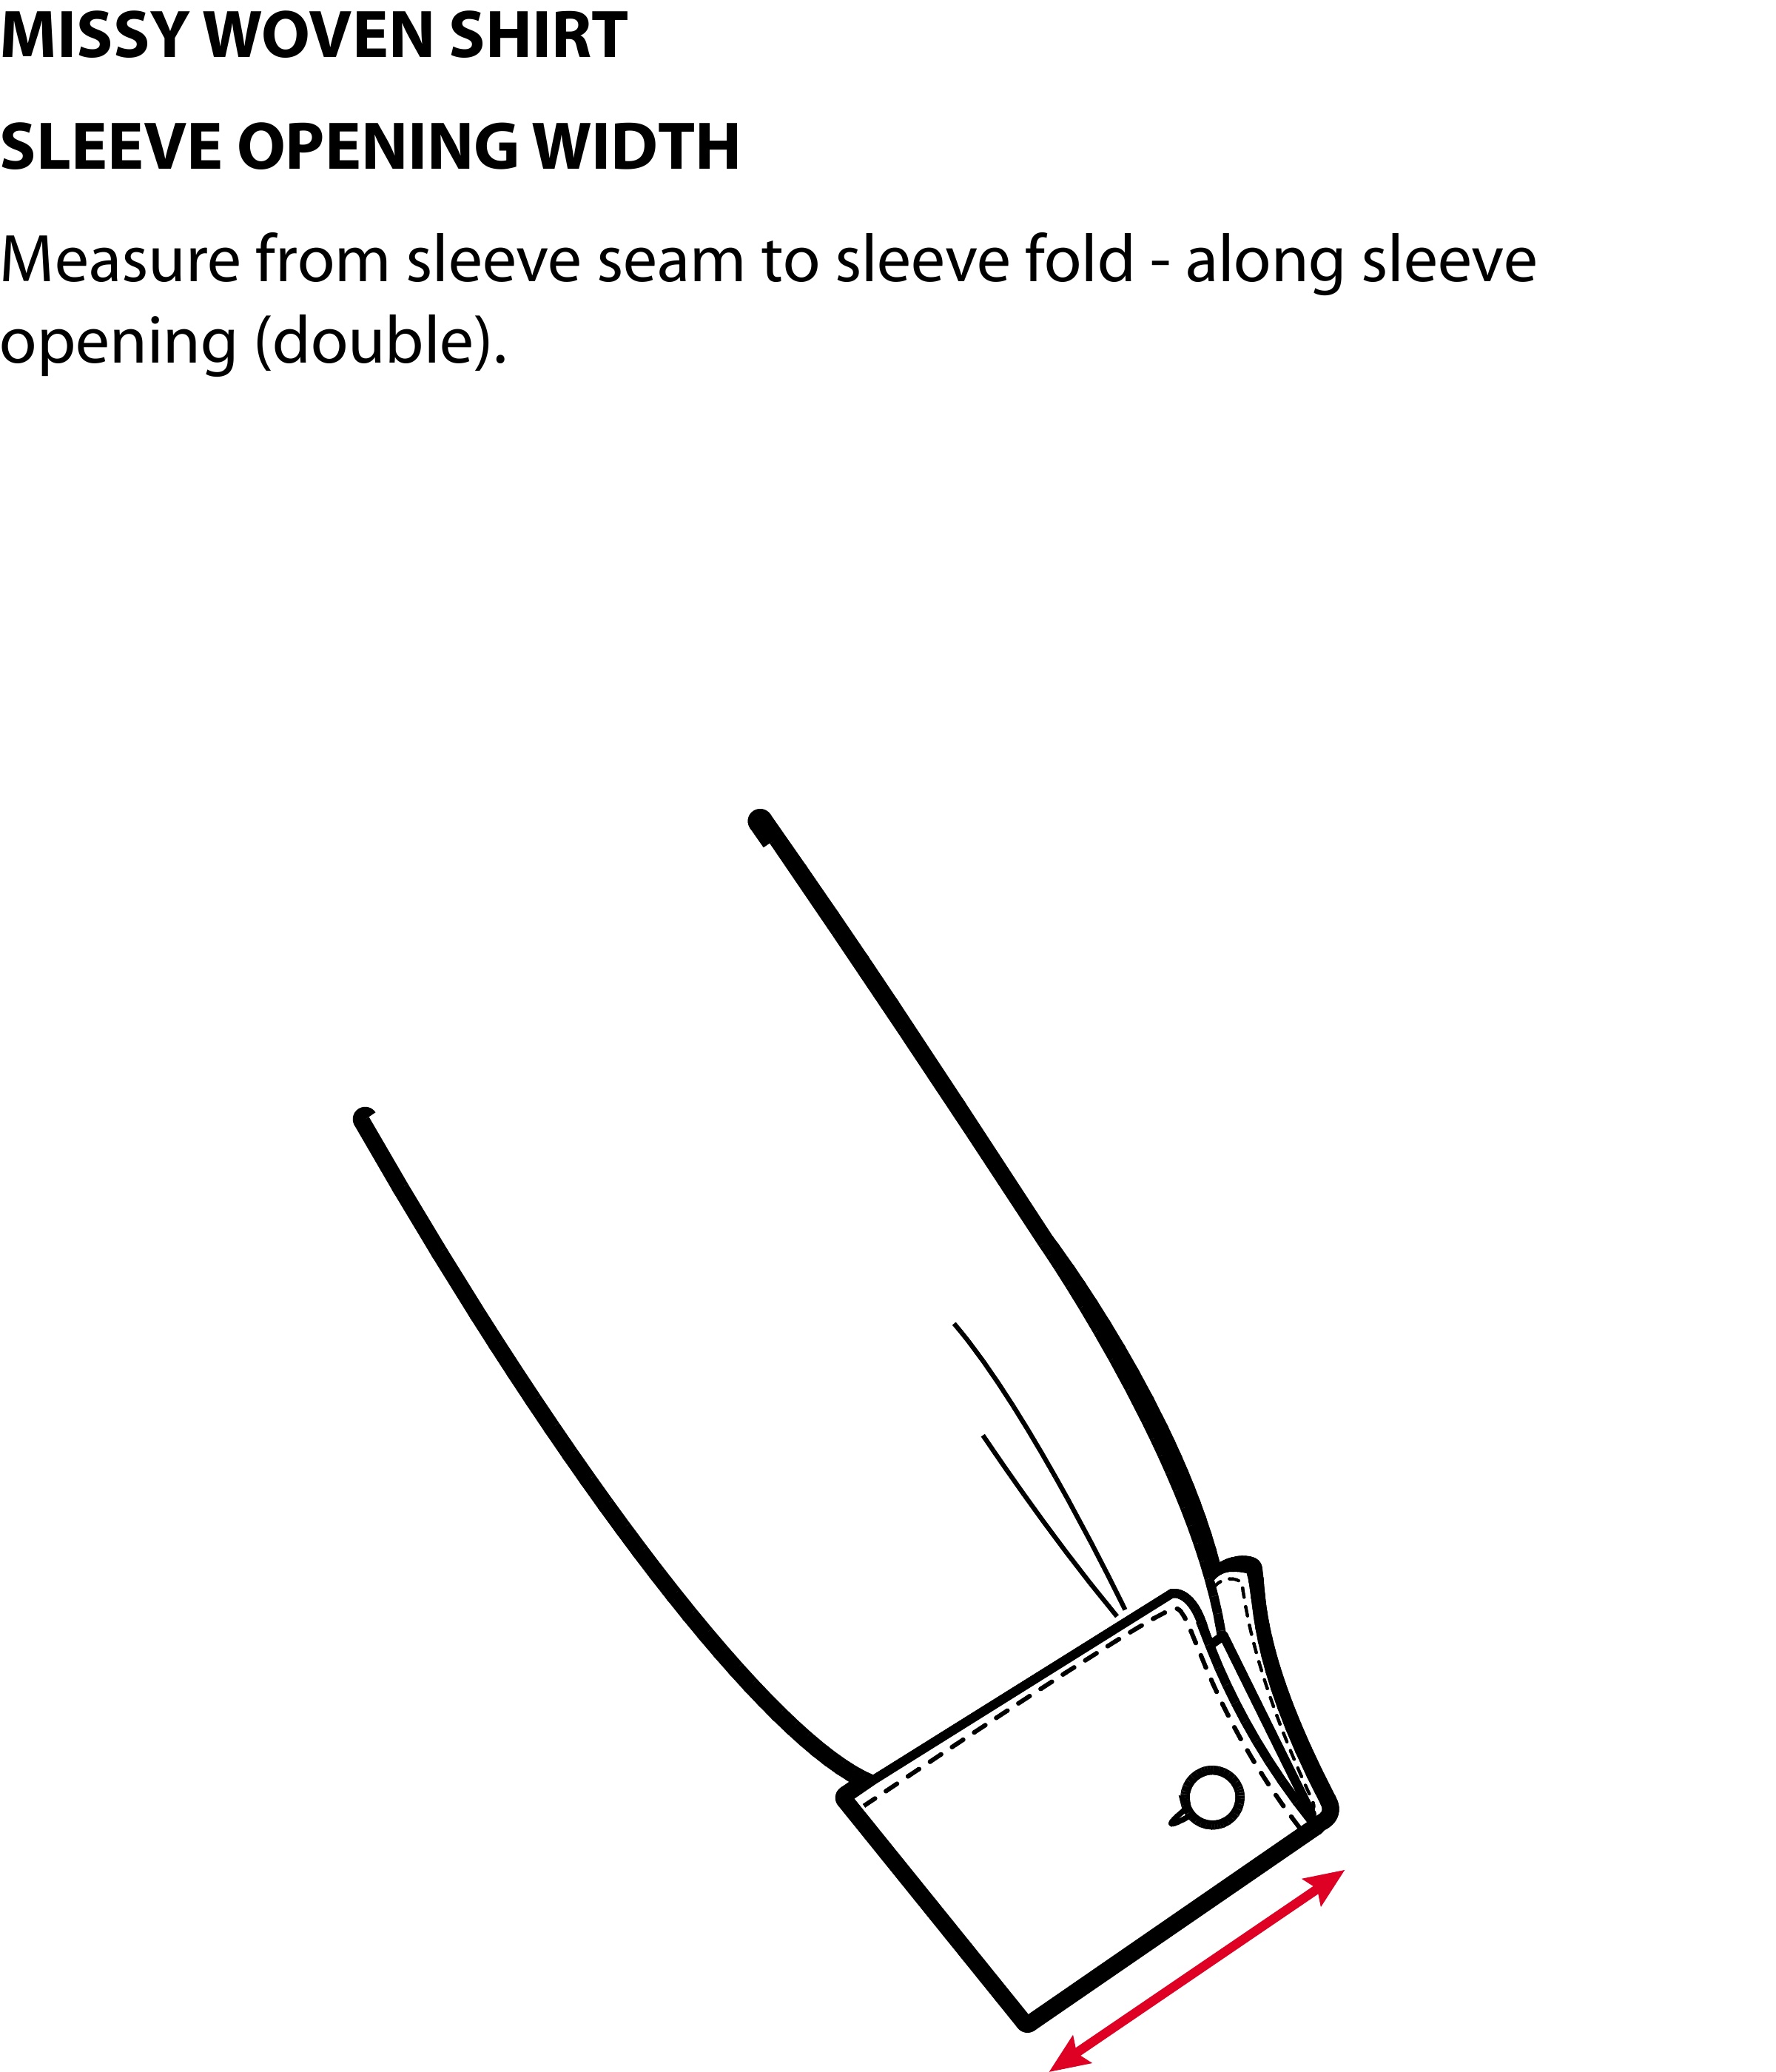 MISSY WOVEN SHIRT
SLEEVE OPENING WIDTH
Measure from sleeve seam to sleeve fold - along sleeve
opening (double).